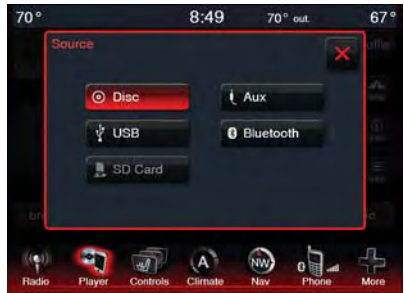 70° 8:49 70° out. 67°
Source
Disc Aux
USB Bluetooth
SD Card
A NW
Radio Player Controls Climate Nav Phone More